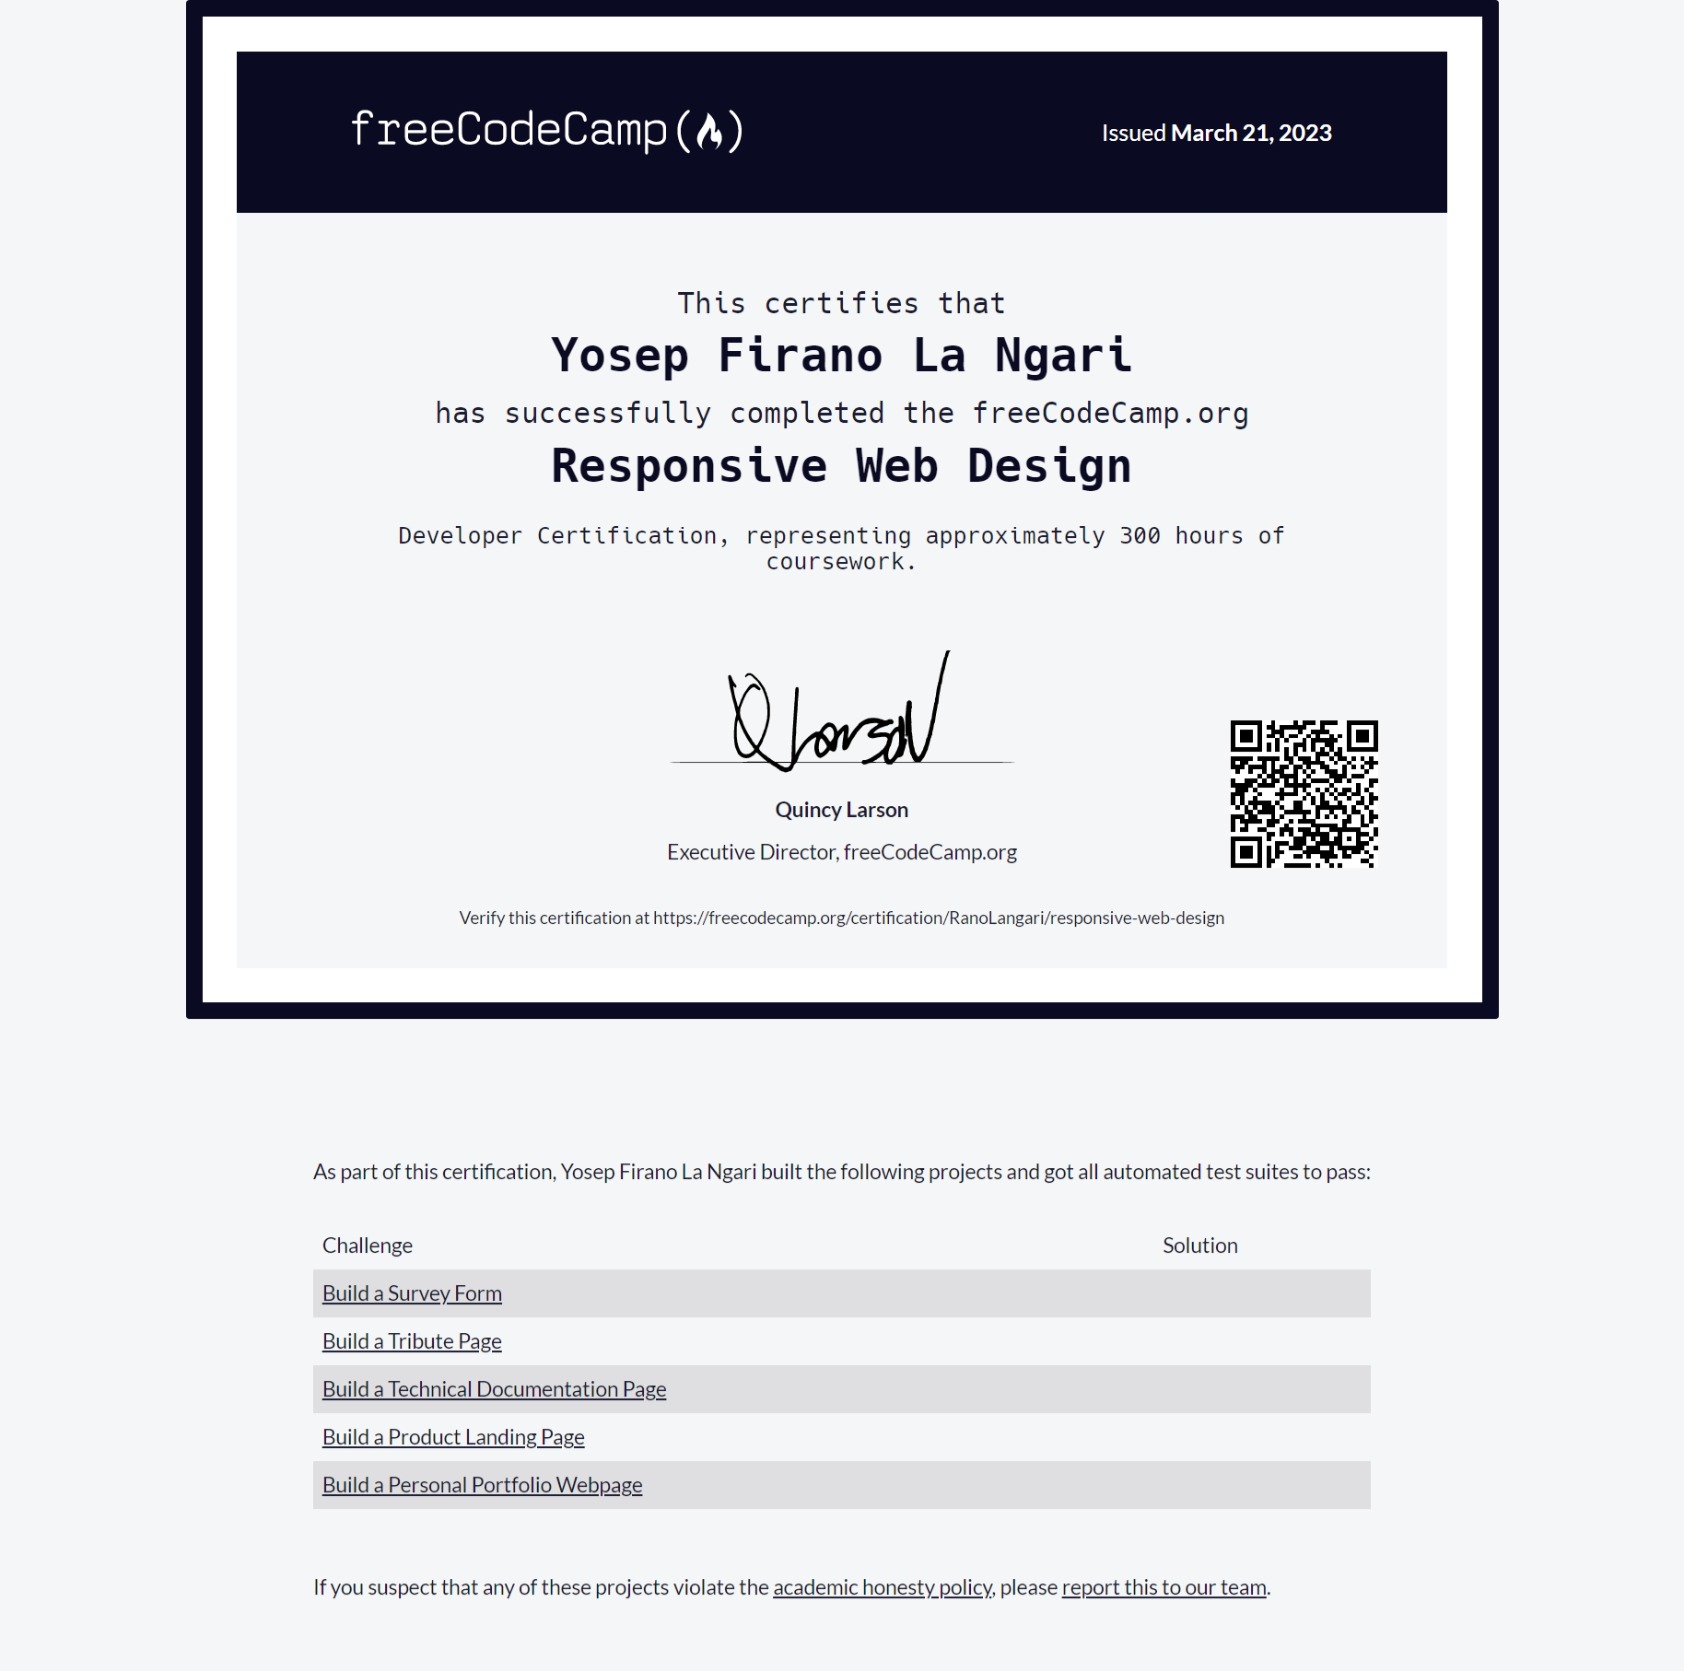 freeCodeCamp(🔥)
Issued March 21, 2023
This certifies that
Yosep Firano La Ngari
has successfully completed the freeCodeCamp.org
Responsive Web Design
Developer Certification, representing approximately 300 hours of
coursework.
Q Larson
Quincy Larson
Executive Director, freeCodeCamp.org
Verify this certification at https://freecodecamp.org/certification/RanoLangari/responsive-web-design
As part of this certification, Yosep Firano La Ngari built the following projects and got all automated test suites to pass:
Challenge Solution
Build a Survey Form
Build a Tribute Page
Build a Technical Documentation Page
Build a Product Landing Page
Build a Personal Portfolio Webpage
If you suspect that any of these projects violate the academic honesty policy, please report this to our team.